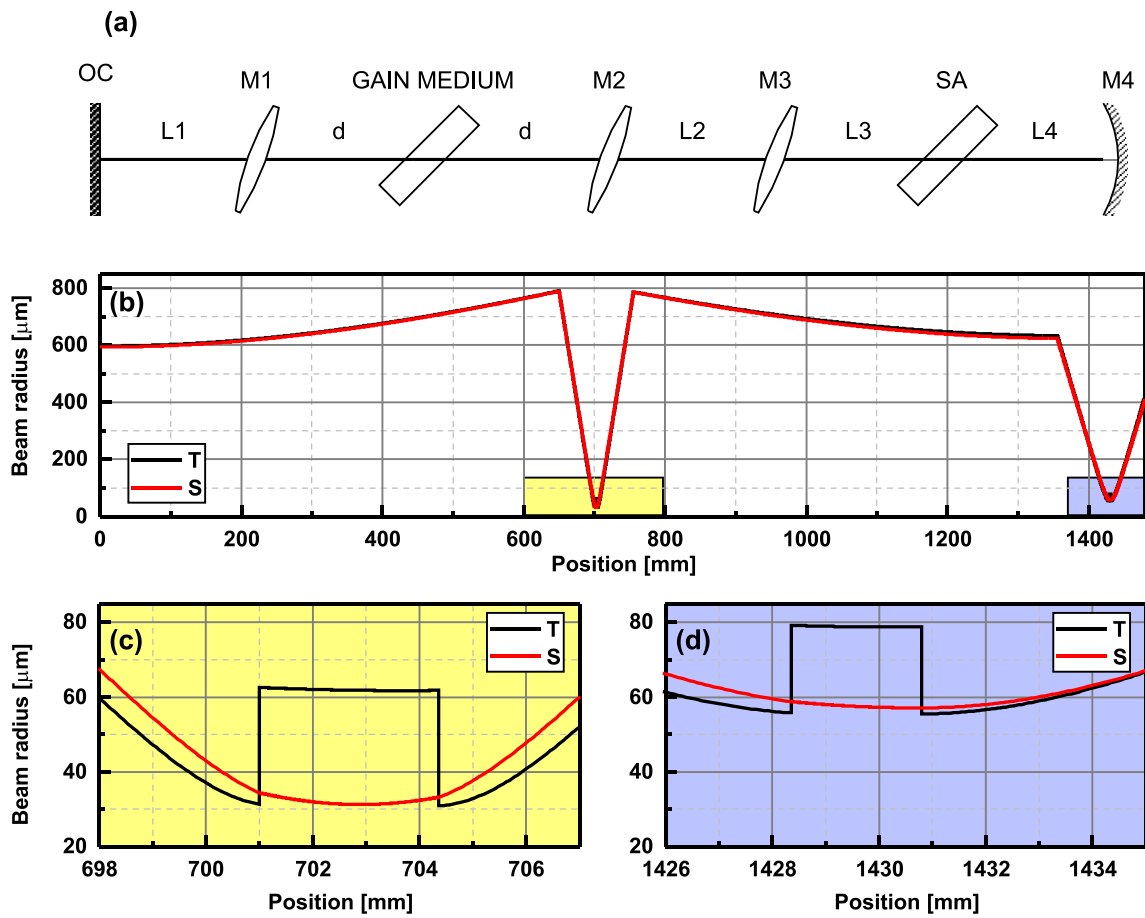 (a)
OC M1 GAIN MEDIUM M2 M3 SA M4
L1 d d L2 L3 L4
(b)
Beam radius [μm]
800
600
400
200
0
T
S
0 200 400 600 800 1000 1200 1400
Position [mm]
(c)
Beam radius [μm]
80
60
40
20
T
S
698 700 702 704 706
Position [mm]
(d)
80
60
40
20
T
S
1426 1428 1430 1432 1434
Position [mm]